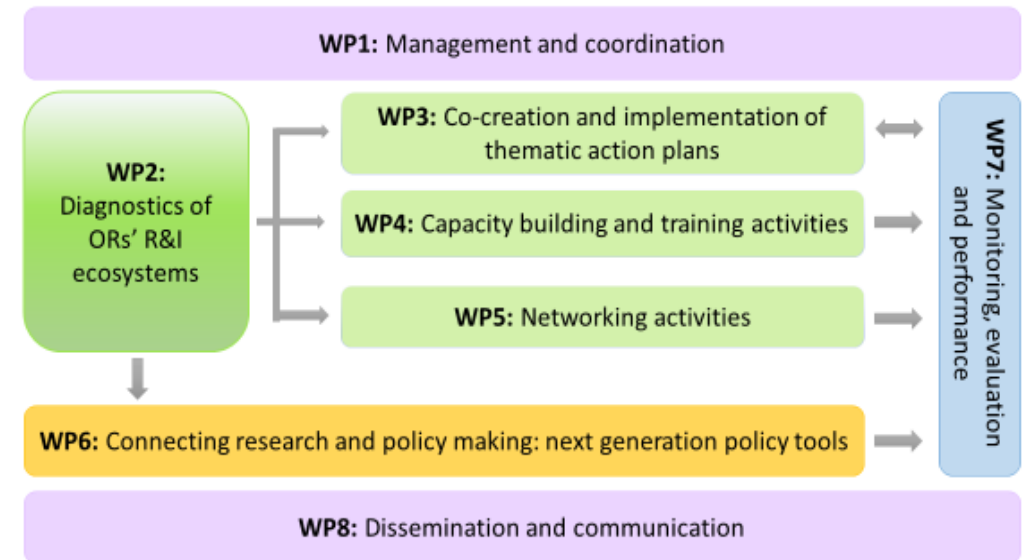 WP1: Management and coordination
WP2:
Diagnostics of
ORs’ R&I
ecosystems
WP3: Co-creation and implementation of
thematic action plans
WP4: Capacity building and training activities
WP5: Networking activities
WP7: Monitoring, evaluation
and performance
WP6: Connecting research and policy making: next generation policy tools
WP8: Dissemination and communication